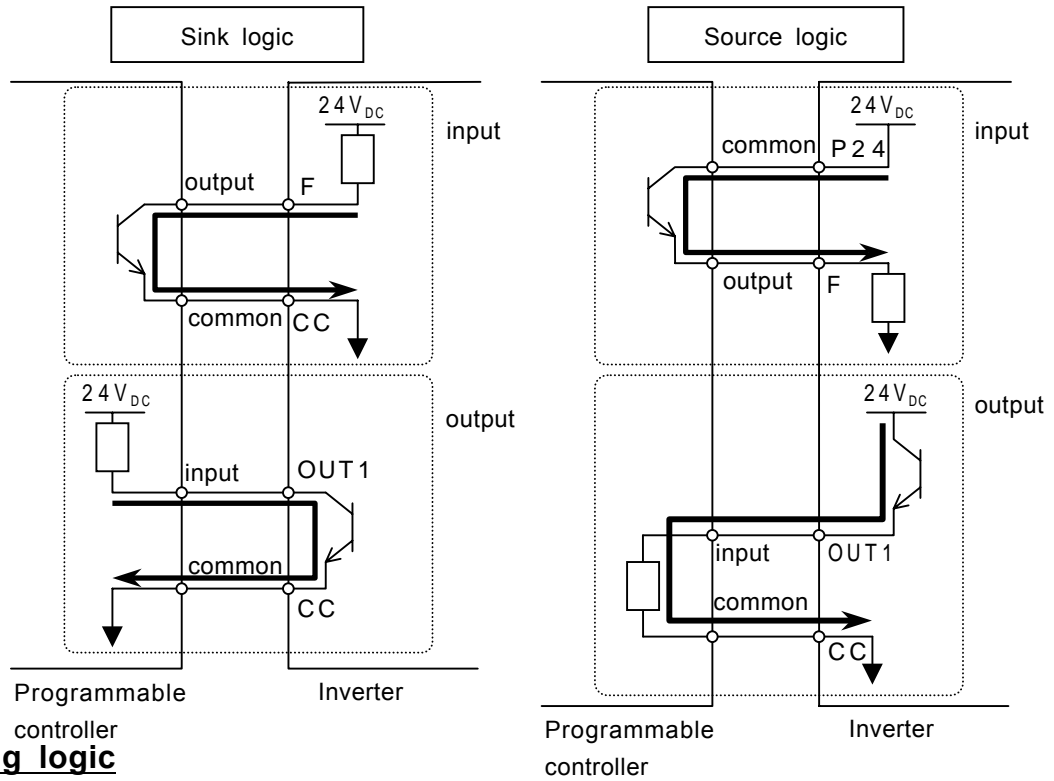 Sink logic
24VDC
input
output
F
common
CC
24VDC
output
input
OUT1
common
CC
Programmable
controller
Inverter
Source logic
24VDC
input
common
P24
output
F
24VDC
output
input
OUT1
common
CC
Programmable
controller
Inverter
g logic